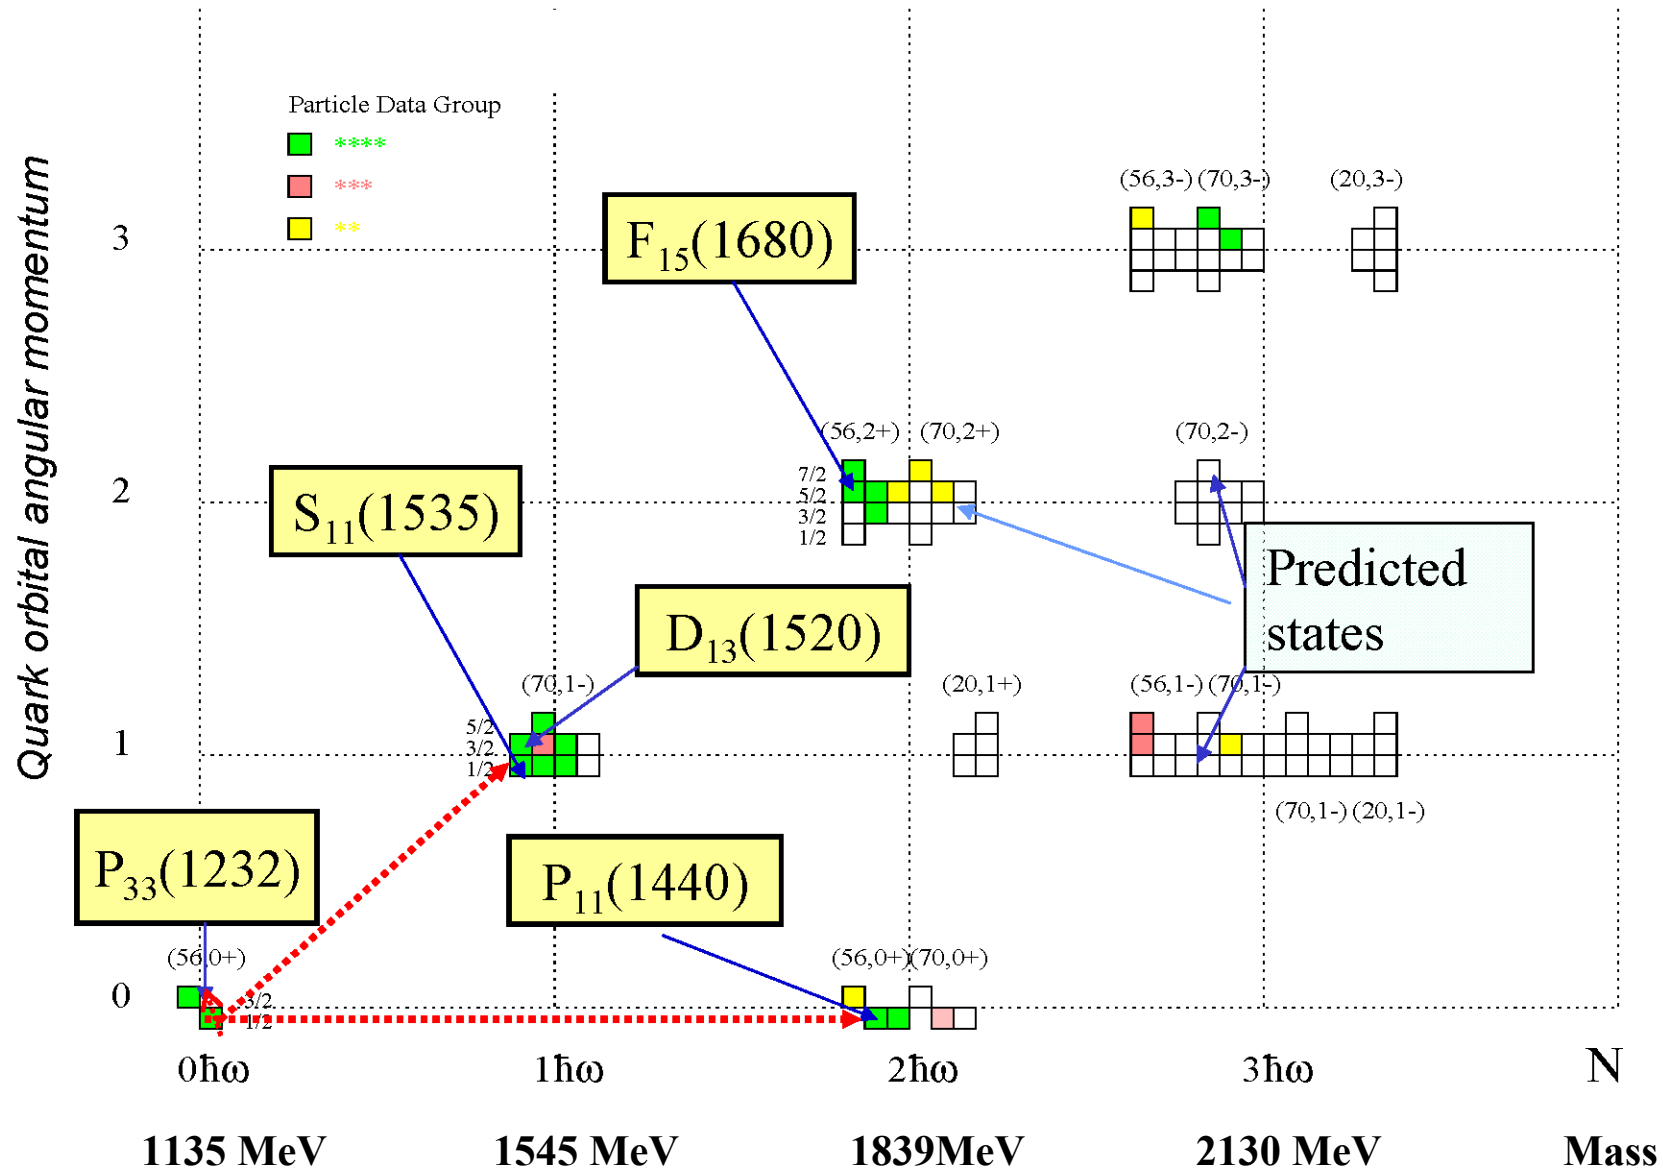 Particle Data Group
****
***
**
Quark orbital angular momentum
(56,3-) (70,3-) (20,3-)
3
F15(1680)
(56,2+) (70,2+) (70,2-)
7/2
2
5/2
3/2
1/2
S11(1535)
Predicted
states
D13(1520)
(70,1-) (20,1+) (56,1-) (70,1-)
5/2
1
3/2
1/2
(70,1-) (20,1-)
P33(1232)
P11(1440)
(56,0+) (56,0+) (70,0+)
0
3/2
1/2
0ħω 1ħω 2ħω 3ħω N
1135 MeV 1545 MeV 1839MeV 2130 MeV Mass